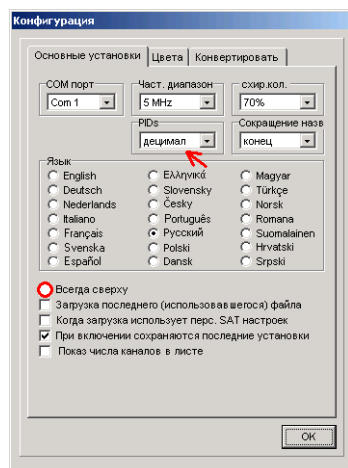 Конфигурация
Основные установки Цвета Конвертировать
COM порт Част. диапазон схир.кол.
Com 1 5 MHz 70%
PIDs Сокращение назв
децимал конец
Язык
English Ελληνικά Magyar
Deutsch Slovensky Türkçe
Nederlands Česky Norsk
Italiano Português Romana
Français Русский Suomalainen
Svenska Polski Hrvatski
Español Dansk Srpski
Всегда сверху
Загрузка последнего (использовавшегося) файла
Когда загрузка использует перс. SAT настроек
При включении сохраняются последние установки
Показ числа каналов в листе
OK